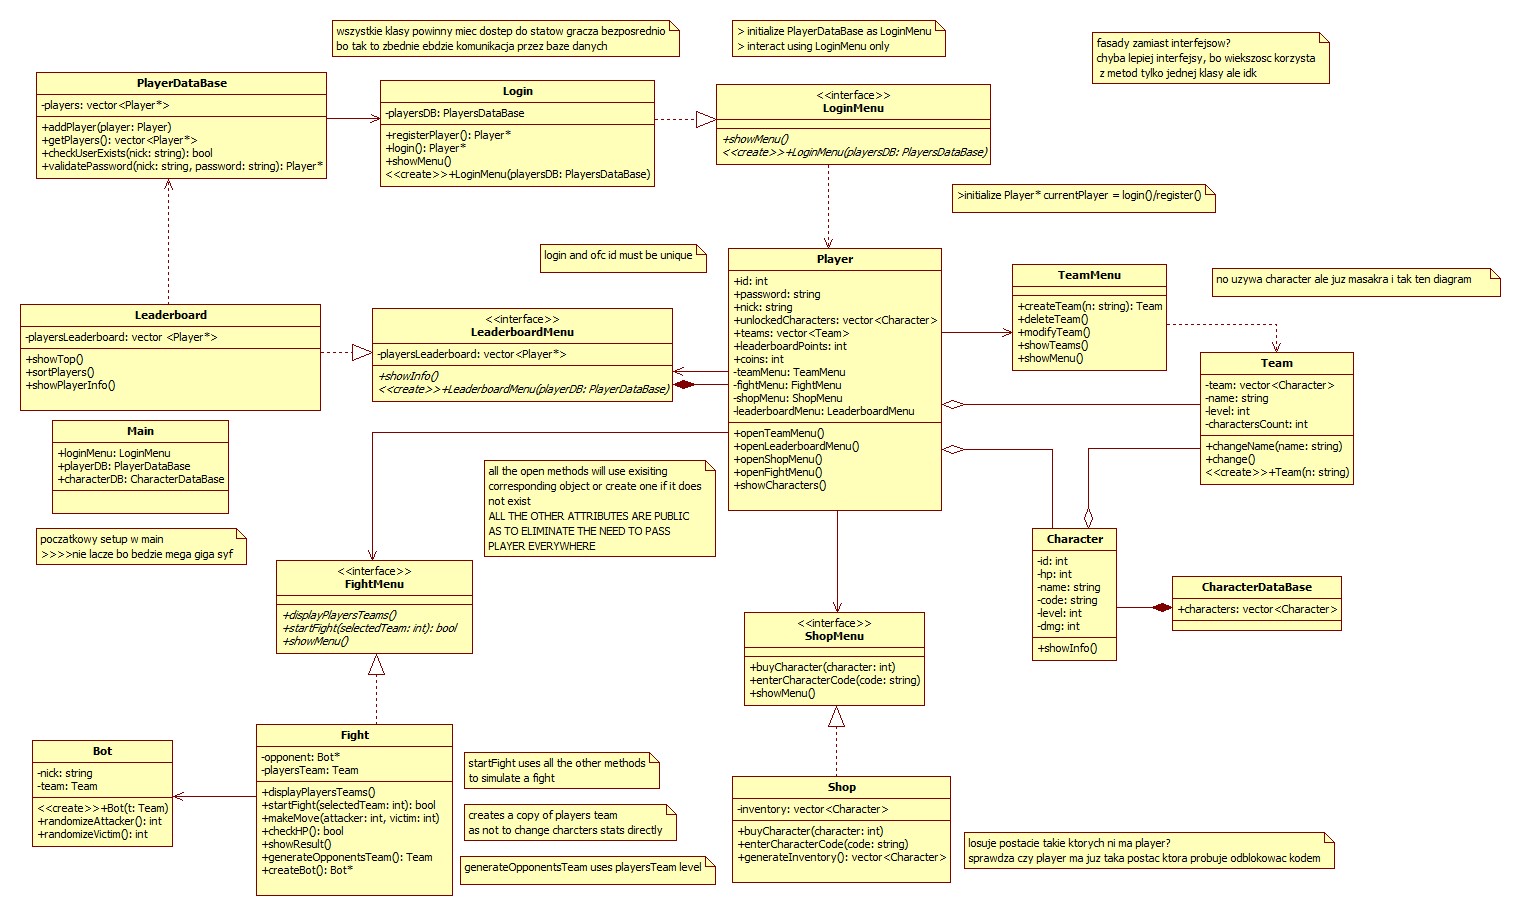 wszystkie klasy powinny miec dostep do statow gracza bezposrednio
bo tak to zbednie ebdzie komunikacja przez baze danych
> initialize PlayerDataBase as LoginMenu
> interact using LoginMenu only
fasady zamiast interfejsow?
chyba lepiej interfejsy, bo wiekszosc korzysta
z metod tylko jednej klasy ale idk
PlayerDataBase
-players: vector<Player*>
+addPlayer(player: Player)
+getPlayers(): vector<Player*>
+checkUserExists(nick: string): bool
+validatePassword(nick: string, password: string): Player*
Login
-playersDB: PlayersDataBase
+registerPlayer(): Player*
+login(): Player*
+showMenu()
<<create>>+LoginMenu(playersDB: PlayersDataBase)
<<interface>>
LoginMenu
+showMenu()
<<create>>+LoginMenu(playersDB: PlayersDataBase)
>initialize Player* currentPlayer = login()/register()
login and ofc id must be unique
Player
+id: int
+password: string
+nick: string
+unlockedCharacters: vector<Character>
+teams: vector<Team>
+leaderboardPoints: int
+coins: int
-teamMenu: TeamMenu
-fightMenu: FightMenu
-shopMenu: ShopMenu
-leaderboardMenu: LeaderboardMenu
+openTeamMenu()
+openLeaderboardMenu()
+openShopMenu()
+openFightMenu()
+showCharacters()
TeamMenu
+createTeam(n: string): Team
+deleteTeam()
+modifyTeam()
+showTeams()
+showMenu()
no uzywa character ale juz masakra i tak ten diagram
Leaderboard
-playersLeaderboard: vector <Player*>
+showTop()
+sortPlayers()
+showPlayerInfo()
<<interface>>
LeaderboardMenu
-playersLeaderboard: vector<Player*>
+showInfo()
<<create>>+LeaderboardMenu(playerDB: PlayerDataBase)
Team
-team: vector<Character>
-name: string
-level: int
-charactersCount: int
+changeName(name: string)
+change()
<<create>>+Team(n: string)
Main
+loginMenu: LoginMenu
+playerDB: PlayerDataBase
+characterDB: CharacterDataBase
poczatkowy setup w main
>>>>nie lacze bo bedzie mega giga syf
all the open methods will use exisiting
corresponding object or create one if it does
not exist
ALL THE OTHER ATTRIBUTES ARE PUBLIC
AS TO ELIMINATE THE NEED TO PASS
PLAYER EVERYWHERE
Character
-id: int
-hp: int
-name: string
-code: string
-level: int
-dmg: int
+showInfo()
CharacterDataBase
+characters: vector<Character>
<<interface>>
FightMenu
+displayPlayersTeams()
+startFight(selectedTeam: int): bool
+showMenu()
<<interface>>
ShopMenu
+buyCharacter(character: int)
+enterCharacterCode(code: string)
+showMenu()
Bot
-nick: string
-team: Team
<<create>>+Bot(t: Team)
+randomizeAttacker(): int
+randomizeVictim(): int
Fight
-opponent: Bot*
-playersTeam: Team
+displayPlayersTeams()
+startFight(selectedTeam: int): bool
+makeMove(attacker: int, victim: int)
+checkHP(): bool
+showResult()
+generateOpponentsTeam(): Team
+createBot(): Bot*
startFight uses all the other methods
to simulate a fight
creates a copy of players team
as not to change charcters stats directly
generateOpponentsTeam uses playersTeam level
Shop
-inventory: vector<Character>
+buyCharacter(character: int)
+enterCharacterCode(code: string)
+generateInventory(): vector<Character>
losuje postacie takie ktorych ni ma player?
sprawdza czy player ma juz taka postac ktora probuje odblokowac kodem